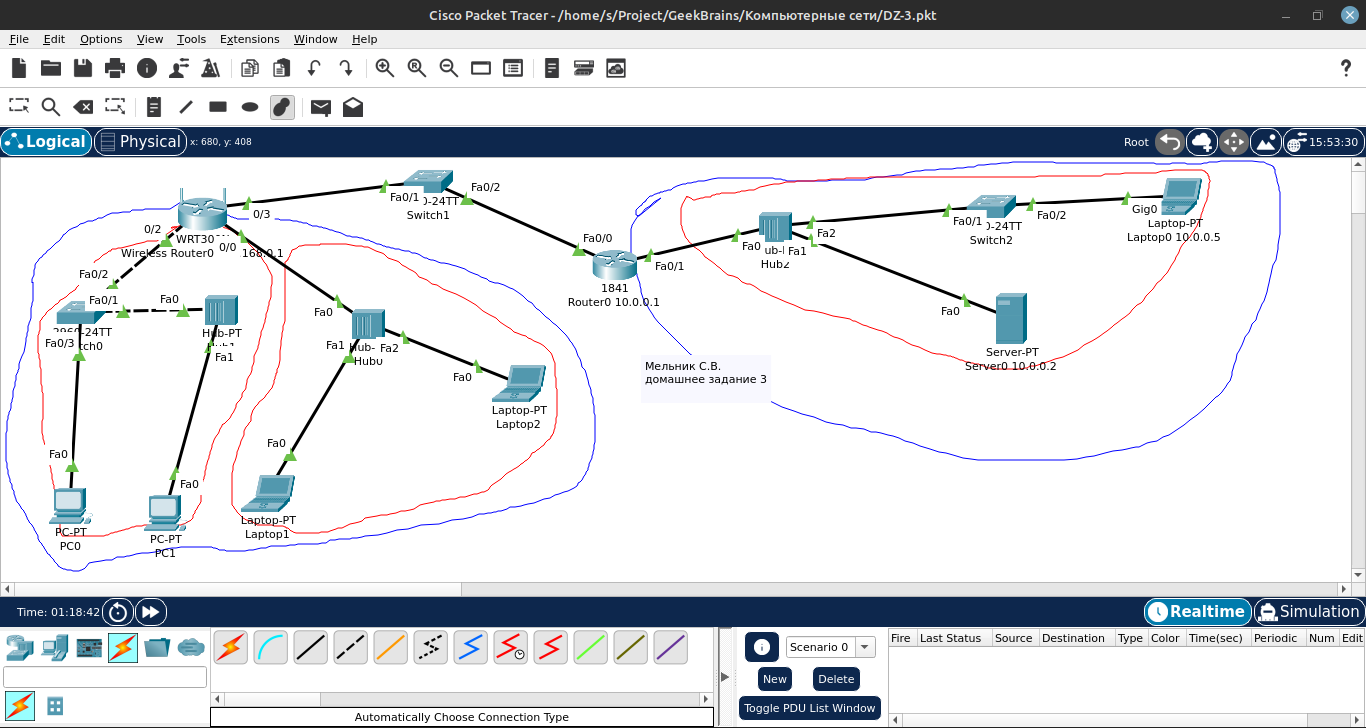 Cisco Packet Tracer - /home/s/Project/GeekBrains/Компьютерные сети/DZ-3.pkt
File Edit Options View Tools Extensions Window Help
Logical Physical x: 680, y: 408 Root 15:53:30
0/3
Fa0/1
Fa0/2
0-24TT
Switch1
0/2
WRT30
0/0
168.0.1
Wireless Router0
Fa0/0
Fa0/1
1841
Router0 10.0.0.1
Fa0
Fa2
Fa1
Hub2
Fa0/1
0-24TT
Fa0/2
Switch2
Gig0
Laptop-PT
Laptop0 10.0.0.5
Fa0
Server-PT
Server0 10.0.0.2
Fa0/2
Fa0/1
Fa0
2960-24TT
Fa0/3
Hub-PT
Fa1
Fa0
Fa1
Hub-
Fa2
Hub0
Fa0
Laptop-PT
Laptop2
Мельник С.В.
домашнее задание 3
Fa0
Fa0
Fa0
PC-PT
PC0
PC-PT
PC1
Laptop-PT
Laptop1
Time: 01:18:42 Realtime Simulation
Scenario 0
New Delete
Toggle PDU List Window
Fire Last Status Source Destination Type Color Time(sec) Periodic Num Edit
Automatically Choose Connection Type